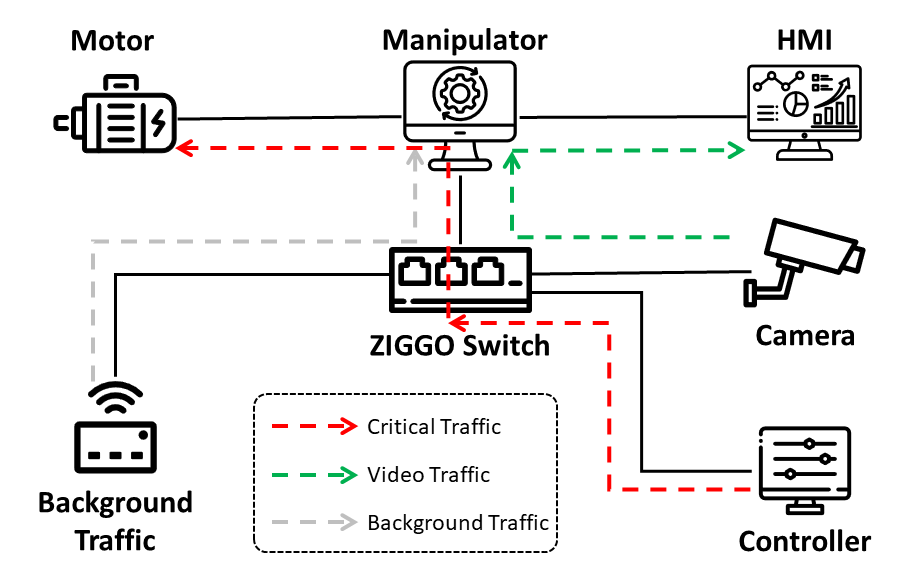 Motor
Manipulator
HMI
Camera
ZIGGO Switch
Critical Traffic
Video Traffic
Background Traffic
Background
Traffic
Controller